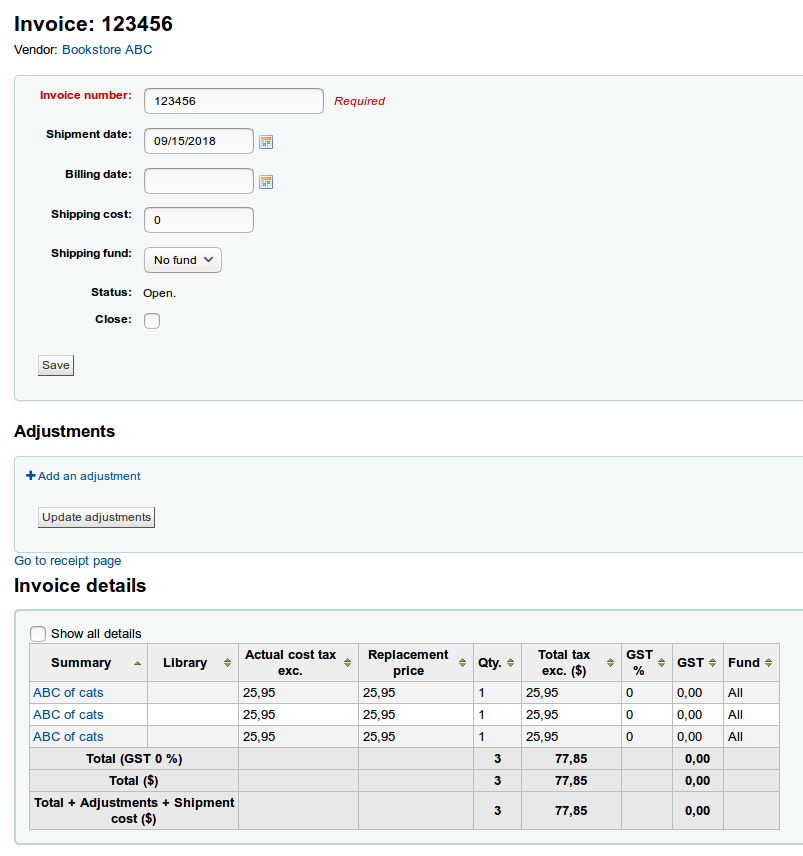 Invoice: 123456
Vendor: Bookstore ABC
Invoice number: 123456 Required
Shipment date: 09/15/2018
Billing date:
Shipping cost: 0
Shipping fund: No fund
Status: Open.
Close:
Save
Adjustments
Add an adjustment
Update adjustments
Go to receipt page
Invoice details
Show all details
Summary Library Actual cost tax exc. Replacement price Qty. Total tax exc. ($) GST % GST Fund
ABC of cats 25,95 25,95 1 25,95 0 0,00 All
ABC of cats 25,95 25,95 1 25,95 0 0,00 All
ABC of cats 25,95 25,95 1 25,95 0 0,00 All
Total (GST 0 %) 3 77,85 0,00
Total ($) 3 77,85 0,00
Total + Adjustments + Shipment cost ($) 3 77,85 0,00